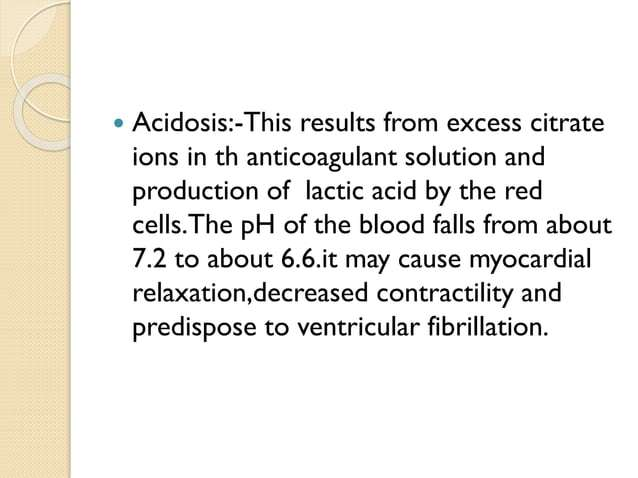 • Acidosis:-This results from excess citrate
ions in th anticoagulant solution and
production of lactic acid by the red
cells.The pH of the blood falls from about
7.2 to about 6.6.it may cause myocardial
relaxation,decreased contractility and
predispose to ventricular fibrillation.